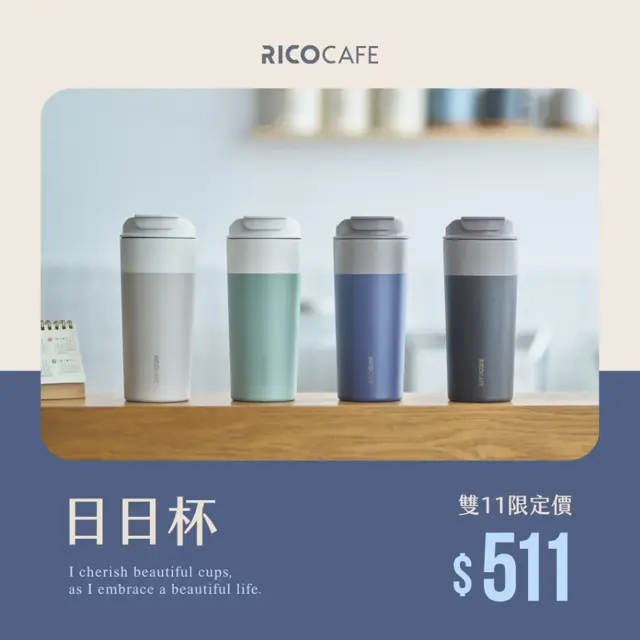 RICOCAFE
日日杯
I cherish beautiful cups,
as I embrace a beautiful life.
雙11限定價
$511